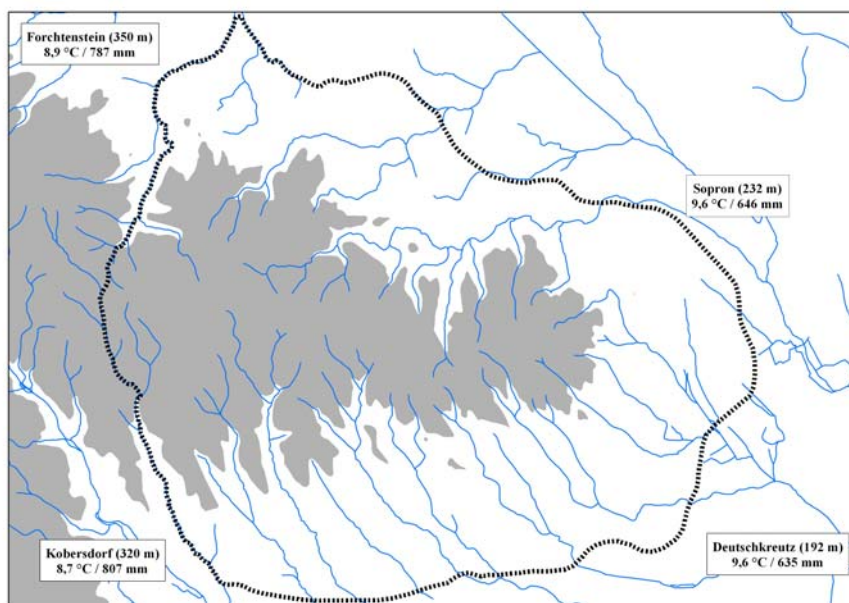 Forchtenstein (350 m)
8,9 °C / 787 mm
Sopron (232 m)
9,6 °C / 646 mm
Kobersdorf (320 m)
8,7 °C / 807 mm
Deutschkreutz (192 m)
9,6 °C / 635 mm